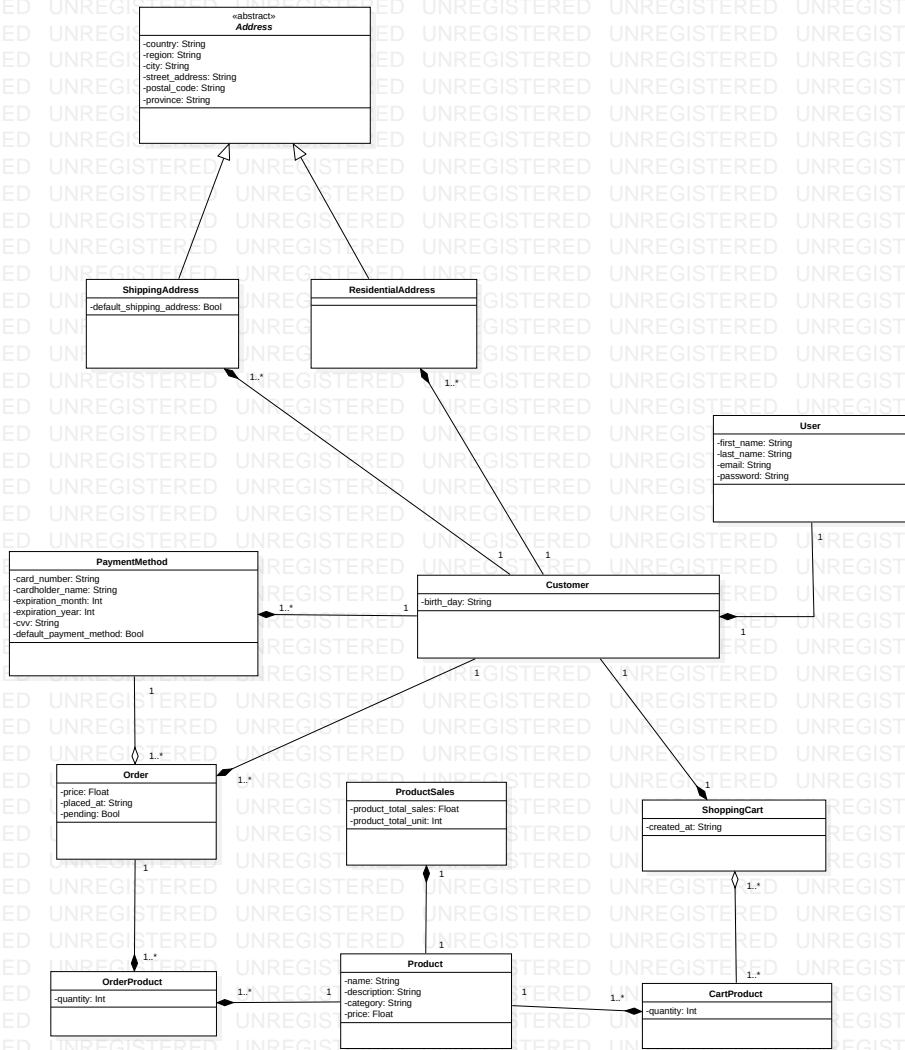 «abstract»
Address
-country: String
-region: String
-city: String
-street_address: String
-postal_code: String
-province: String
ShippingAddress
-default_shipping_address: Bool
ResidentialAddress
1..*
1..*
User
-first_name: String
-last_name: String
-email: String
-password: String
1
1
1
PaymentMethod
-card_number: String
-cardholder_name: String
-expiration_month: Int
-expiration_year: Int
-cvv: String
-default_payment_method: Bool
1..*
1
Customer
-birth_day: String
1
1
1
1
1..*
1..*
Order
-price: Float
-placed_at: String
-pending: Bool
ProductSales
-product_total_sales: Float
-product_total_unit: Int
1
ShoppingCart
-created_at: String
1
1
1..*
1..*
OrderProduct
-quantity: Int
1..*
1
1
Product
-name: String
-description: String
-category: String
-price: Float
1
1..*
1..*
CartProduct
-quantity: Int
UNREGISTERED